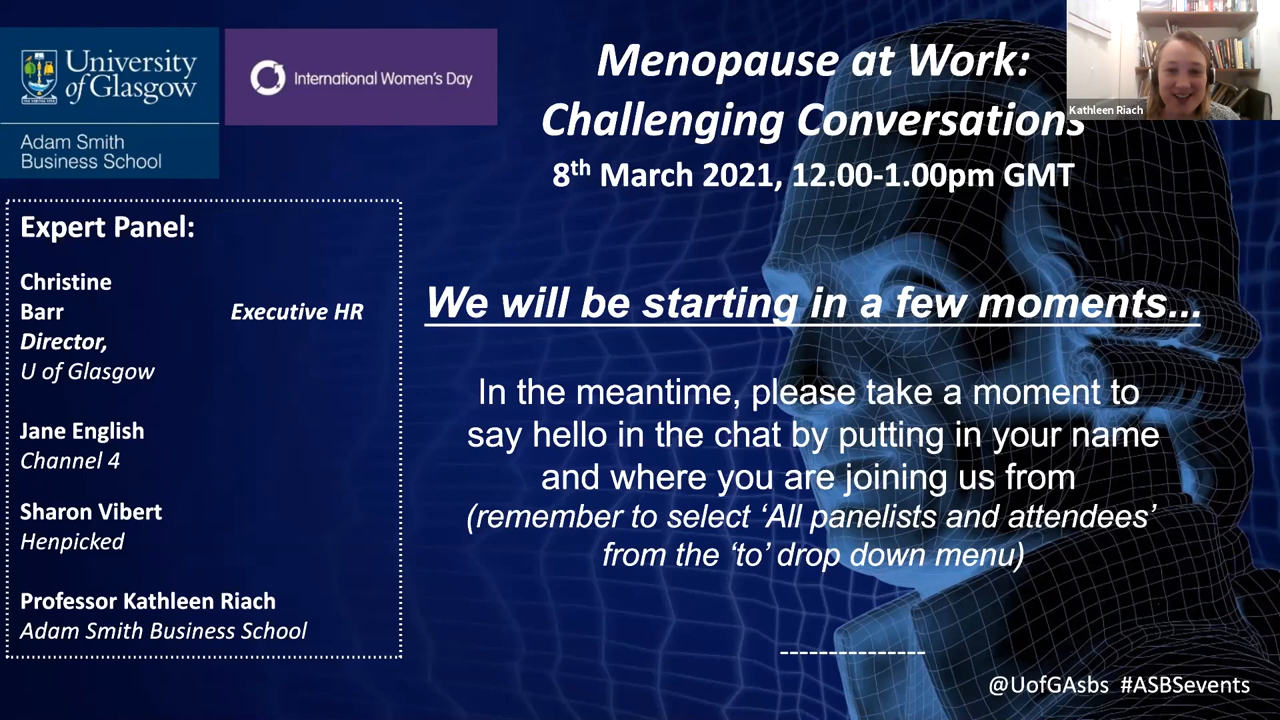 University
of Glasgow
Adam Smith
Business School
International Women's Day
Menopause at Work:
Challenging Conversations
8th March 2021, 12.00-1.00pm GMT
Kathleen Riach
Expert Panel:
Christine
Barr Executive HR
Director,
U of Glasgow
Jane English
Channel 4
Sharon Vibert
Henpicked
Professor Kathleen Riach
Adam Smith Business School
We will be starting in a few moments...
In the meantime, please take a moment to
say hello in the chat by putting in your name
and where you are joining us from
(remember to select ‘All panelists and attendees’
from the ‘to’ drop down menu)
---------------
@UofGAsbs #ASBSevents